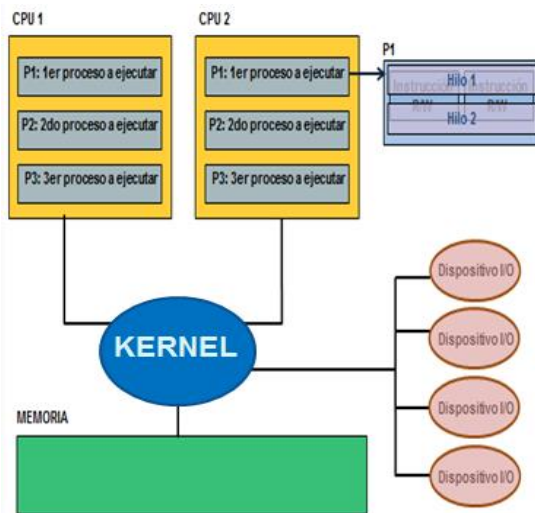 CPU 1
P1: 1er proceso a ejecutar
P2: 2do proceso a ejecutar
P3: 3er proceso a ejecutar
CPU 2
P1: 1er proceso a ejecutar
P2: 2do proceso a ejecutar
P3: 3er proceso a ejecutar
P1
Hilo 1
Instrucción Instrucción
R/W R/W
Hilo 2
KERNEL
Dispositivo I/O
Dispositivo I/O
Dispositivo I/O
Dispositivo I/O
MEMORIA